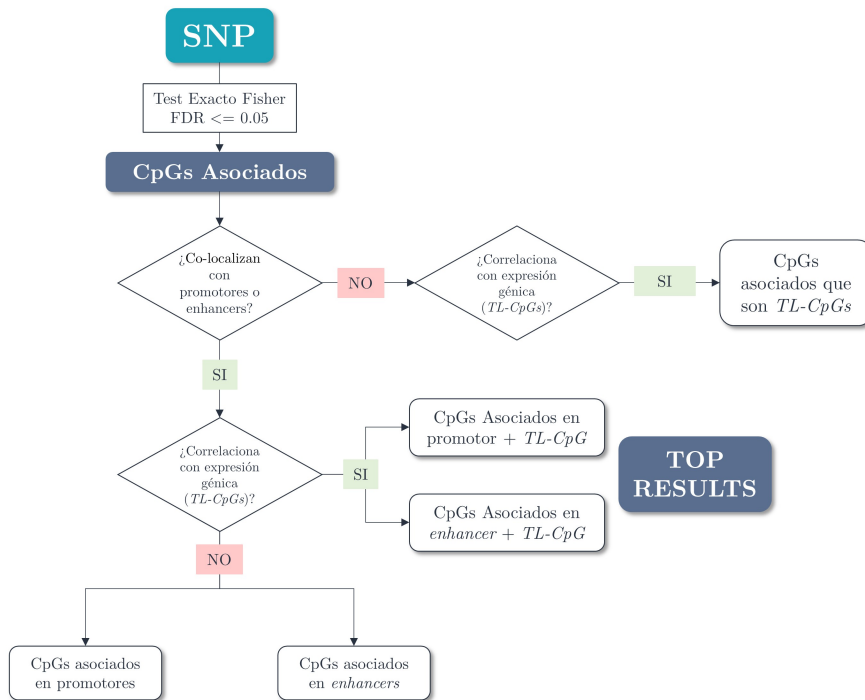 SNP
Test Exacto Fisher
FDR <= 0.05
CpGs Asociados
¿Co-localizan
con
promotores o
enhancers?
NO
¿Correlaciona
con expresión
génica
(TL-CpGs)?
SI
CpGs
asociados que
son TL-CpGs
SI
¿Correlaciona
con expresión
génica
(TL-CpGs)?
SI
CpGs Asociados en
promotor + TL-CpG
CpGs Asociados en
enhancer + TL-CpG
TOP
RESULTS
NO
CpGs asociados
en promotores
CpGs asociados
en enhancers